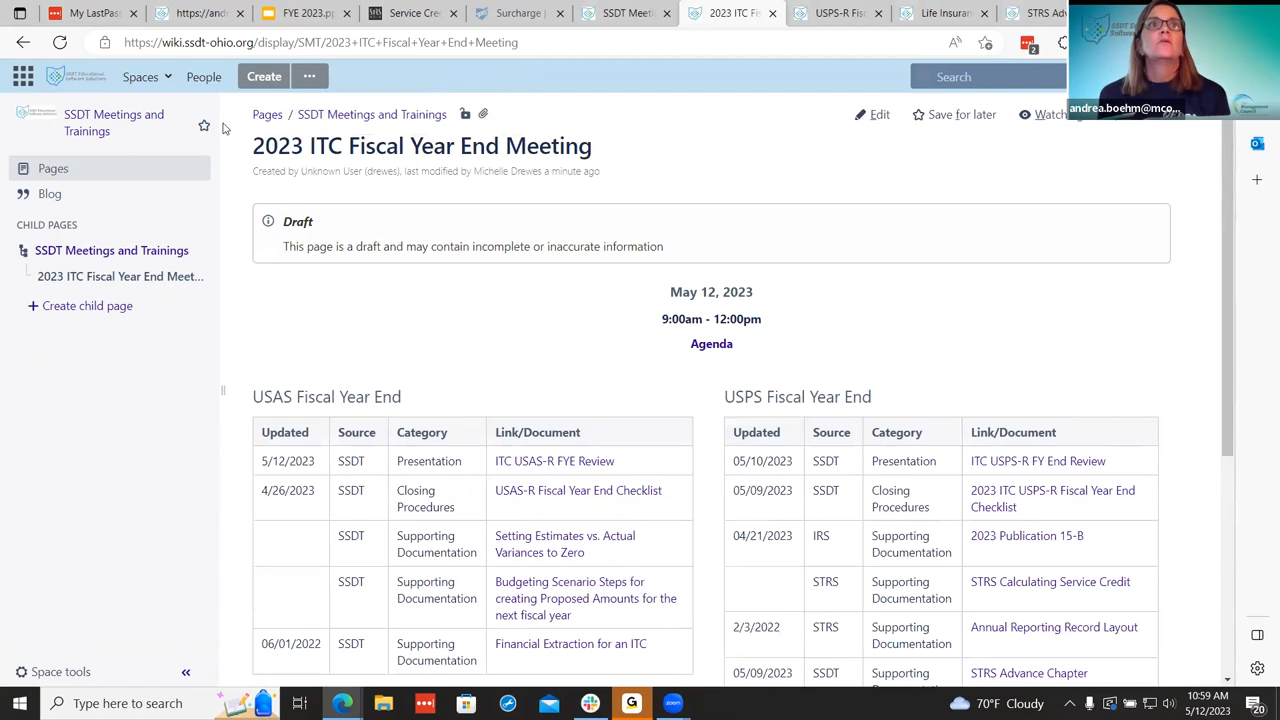 My LastPas
https://andr
FYE 2023.pp
Service Cred
Surcharge |
SSDT Meeti
2023 ITC Fi
USPS-R Fisc
Life Insuran
STRS Adva
https://wiki.ssdt-ohio.org/display/SMT/2023+ITC+Fiscal+Year+End+Meeting
2
Spaces
People
Create
Search
andrea.boehm@mco...
SSDT Meetings and
Trainings
Pages / SSDT Meetings and Trainings
Edit
Save for later
Watch
2023 ITC Fiscal Year End Meeting
Created by Unknown User (drewes), last modified by Michelle Drewes a minute ago
Pages
Blog
CHILD PAGES
SSDT Meetings and Trainings
2023 ITC Fiscal Year End Meet...
+ Create child page
Draft
This page is a draft and may contain incomplete or inaccurate information
May 12, 2023
9:00am - 12:00pm
Agenda
USAS Fiscal Year End
Updated Source Category Link/Document
5/12/2023 SSDT Presentation ITC USAS-R FYE Review
4/26/2023 SSDT Closing Procedures USAS-R Fiscal Year End Checklist
SSDT Supporting Documentation Setting Estimates vs. Actual Variances to Zero
SSDT Supporting Documentation Budgeting Scenario Steps for creating Proposed Amounts for the next fiscal year
06/01/2022 SSDT Supporting Documentation Financial Extraction for an ITC
USPS Fiscal Year End
Updated Source Category Link/Document
05/10/2023 SSDT Presentation ITC USPS-R FY End Review
05/09/2023 SSDT Closing Procedures 2023 ITC USPS-R Fiscal Year End Checklist
04/21/2023 IRS Supporting Documentation 2023 Publication 15-B
STRS Supporting Documentation STRS Calculating Service Credit
2/3/2022 STRS Supporting Documentation Annual Reporting Record Layout
05/09/2023 SSDT Supporting STRS Advance Chapter
Space tools
Type here to search
70°F Cloudy
10:59 AM
5/12/2023
20